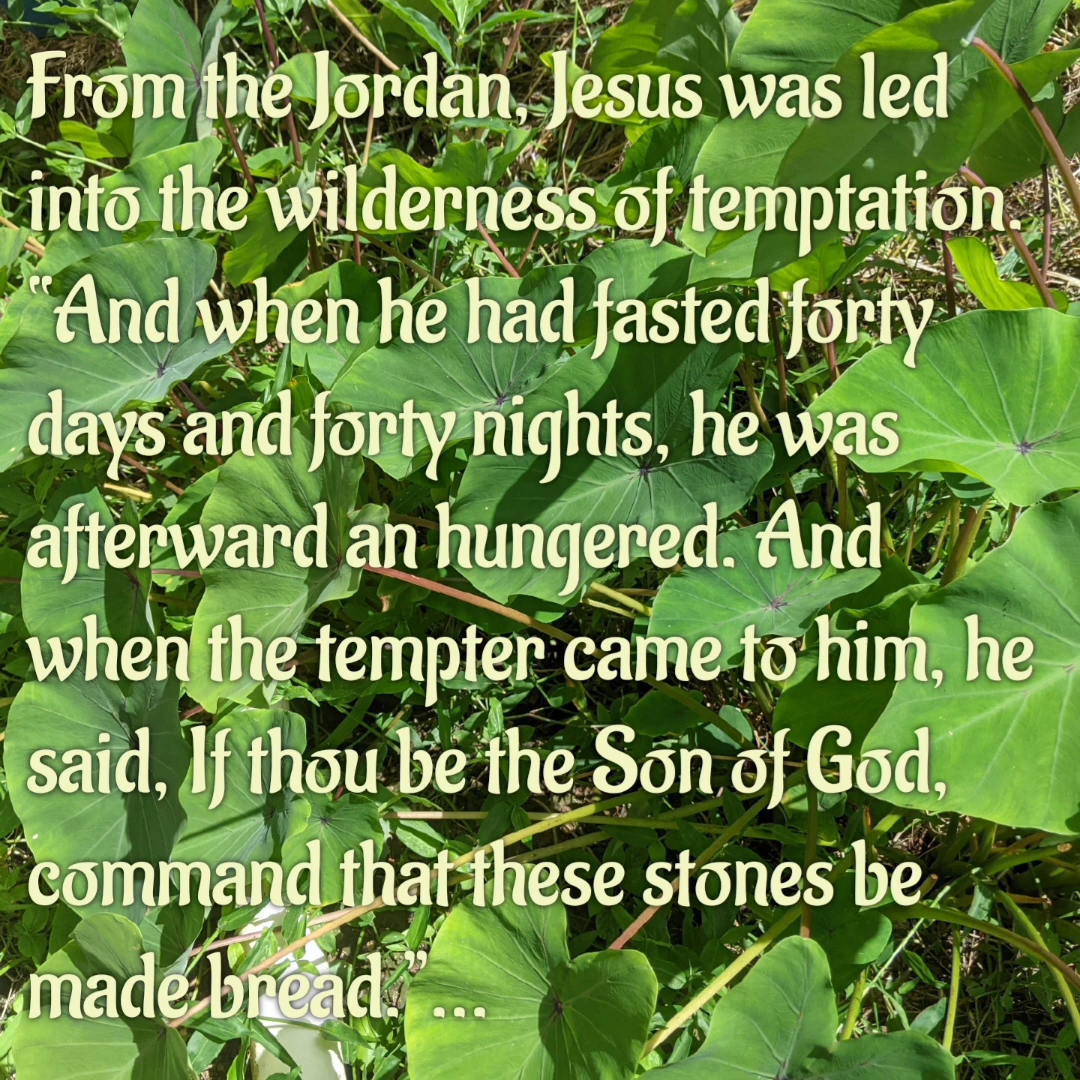 From the Jordan, Jesus was led
into the wilderness of temptation.
“And when he had fasted forty
days and forty nights, he was
afterward an hungered. And
when the tempter came to him, he
said, If thou be the Son of God,
command that these stones be
made bread.”...